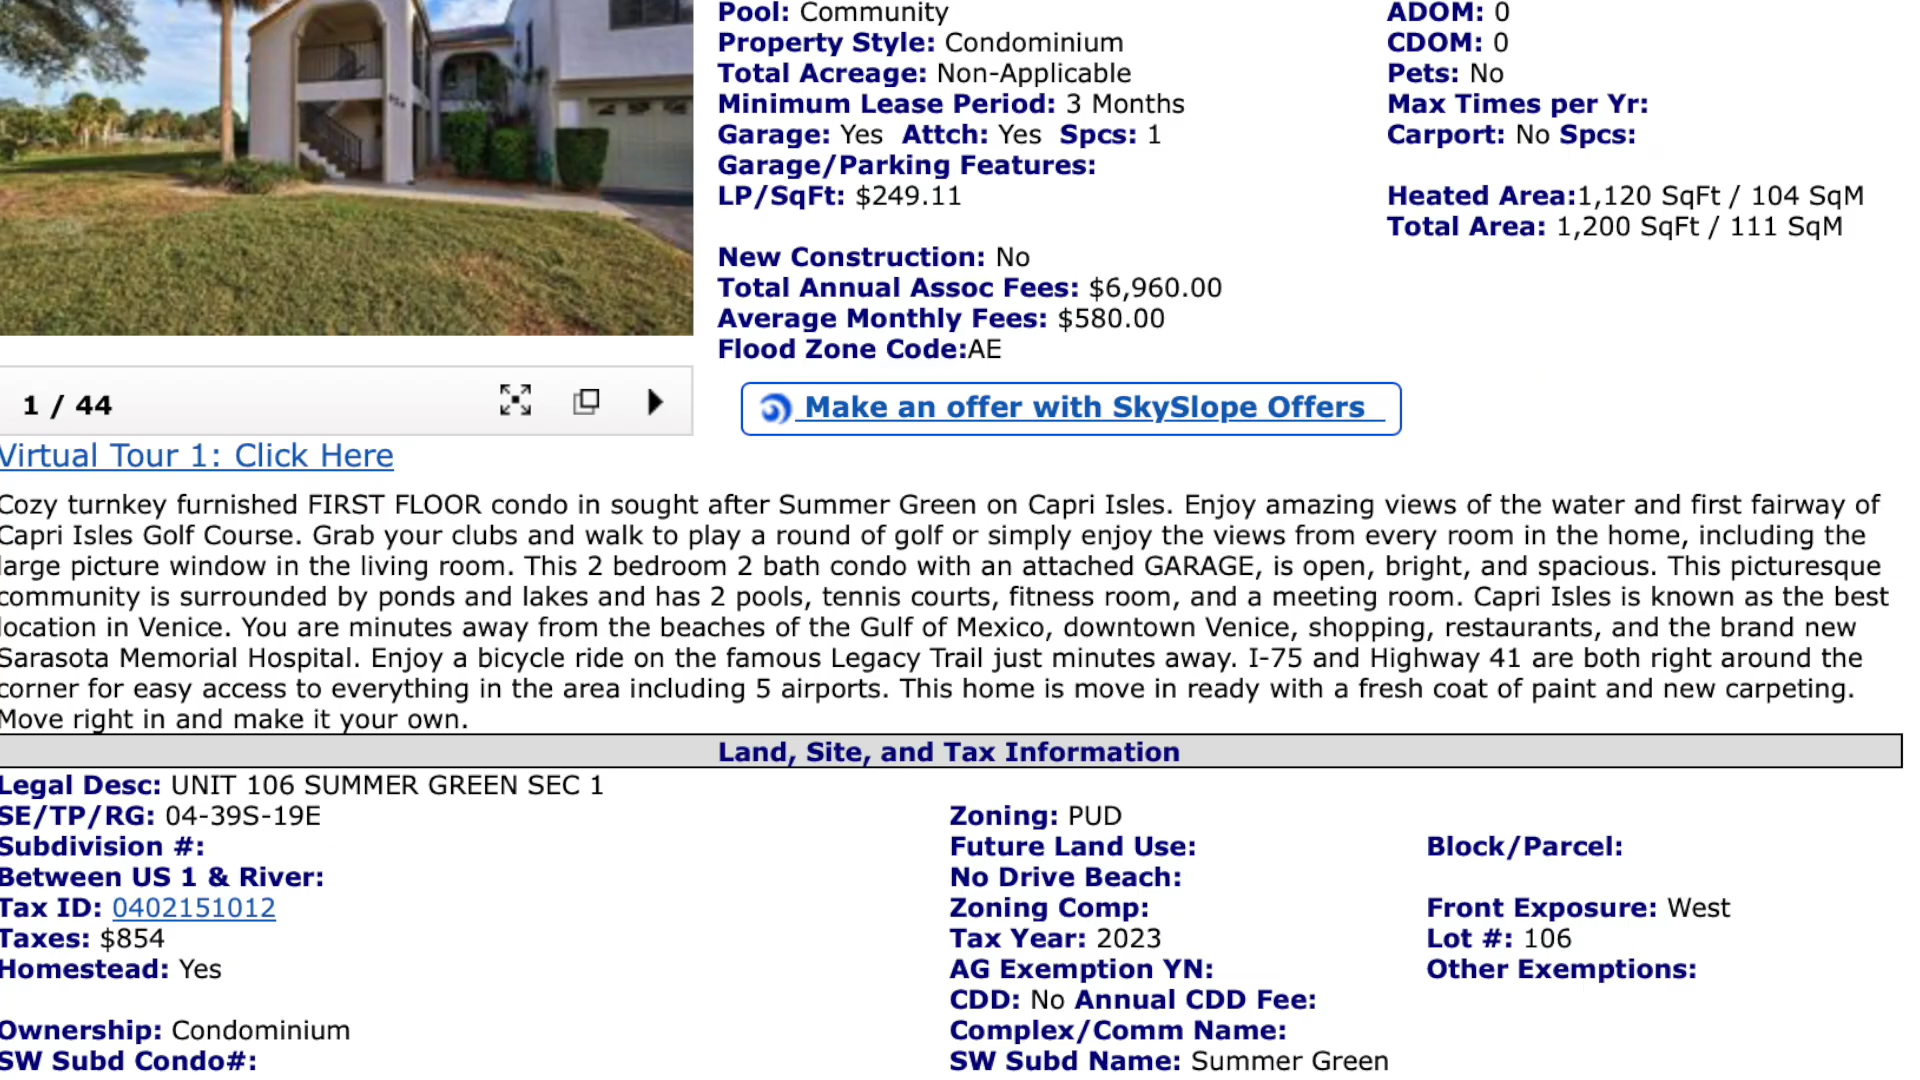 Pool: Community
ADOM: 0
Property Style: Condominium
CDOM: 0
Total Acreage: Non-Applicable
Pets: No
Minimum Lease Period: 3 Months
Max Times per Yr:
Garage: Yes Attch: Yes Spcs: 1
Carport: No Spcs:
Garage/Parking Features:
LP/SqFt: $249.11
Heated Area:1,120 SqFt / 104 SqM
Total Area: 1,200 SqFt / 111 SqM
New Construction: No
Total Annual Assoc Fees: $6,960.00
Average Monthly Fees: $580.00
Flood Zone Code:AE
1 / 44
Make an offer with SkySlope Offers
Virtual Tour 1: Click Here
Cozy turnkey furnished FIRST FLOOR condo in sought after Summer Green on Capri Isles. Enjoy amazing views of the water and first fairway of
Capri Isles Golf Course. Grab your clubs and walk to play a round of golf or simply enjoy the views from every room in the home, including the
large picture window in the living room. This 2 bedroom 2 bath condo with an attached GARAGE, is open, bright, and spacious. This picturesque
community is surrounded by ponds and lakes and has 2 pools, tennis courts, fitness room, and a meeting room. Capri Isles is known as the best
location in Venice. You are minutes away from the beaches of the Gulf of Mexico, downtown Venice, shopping, restaurants, and the brand new
Sarasota Memorial Hospital. Enjoy a bicycle ride on the famous Legacy Trail just minutes away. I-75 and Highway 41 are both right around the
corner for easy access to everything in the area including 5 airports. This home is move in ready with a fresh coat of paint and new carpeting.
Move right in and make it your own.
Land, Site, and Tax Information
Legal Desc: UNIT 106 SUMMER GREEN SEC 1
SE/TP/RG: 04-39S-19E
Zoning: PUD
Subdivision #:
Future Land Use:
Block/Parcel:
Between US 1 & River:
No Drive Beach:
Tax ID: 0402151012
Zoning Comp:
Front Exposure: West
Taxes: $854
Tax Year: 2023
Lot #: 106
Homestead: Yes
AG Exemption YN:
Other Exemptions:
CDD: No Annual CDD Fee:
Ownership: Condominium
Complex/Comm Name:
SW Subd Condo#:
SW Subd Name: Summer Green